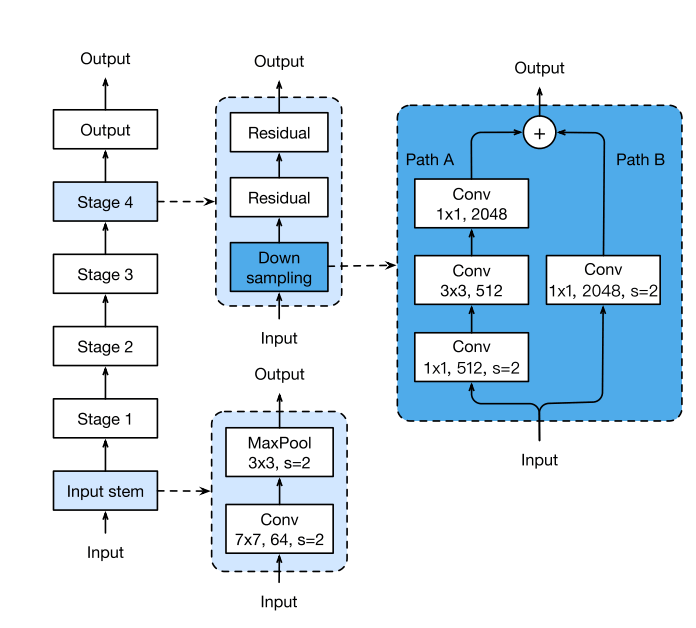 Output
Output
Stage 4
Stage 3
Stage 2
Stage 1
Input stem
Input
Output
Residual
Residual
Down
sampling
Input
Output
MaxPool
3x3, s=2
Conv
7x7, 64, s=2
Input
Output
+
Path A
Path B
Conv
1x1, 2048
Conv
3x3, 512
Conv
1x1, 512, s=2
Conv
1x1, 2048, s=2
Input